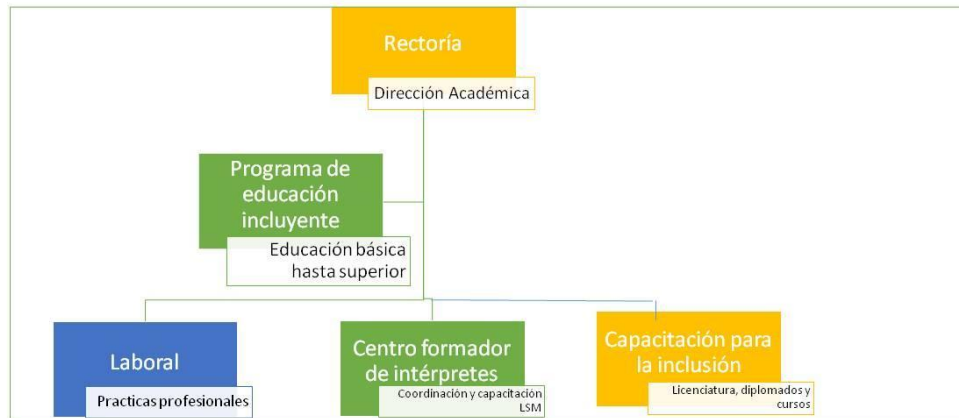 Rectoría
Dirección Académica
Programa de
educación
incluyente
Educación básica
hasta superior
Laboral
Practicas profesionales
Centro formador
de intérpretes
Coordinación y capacitación
LSM
Capacitación para
la inclusión
Licenciatura, diplomados y
cursos